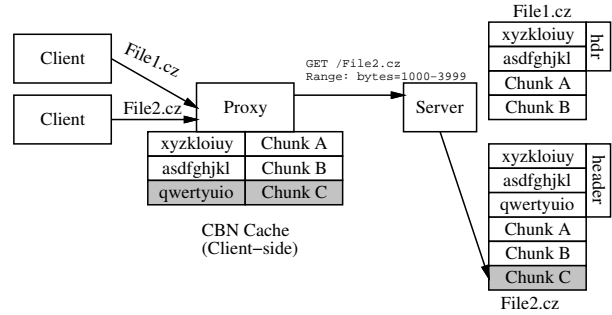 Client
Client
File1.cz
File2.cz
Proxy
GET /File2.cz
Range: bytes=1000-3999
Server
xyzkloiuy Chunk A
asdfghjkl Chunk B
qwertyuio Chunk C
CBN Cache
(Client-side)
File1.cz
xyzkloiuy
asdfghjkl
hdr
Chunk A
Chunk B
xyzkloiuy
asdfghjkl
qwertyuio
header
Chunk A
Chunk B
Chunk C
File2.cz